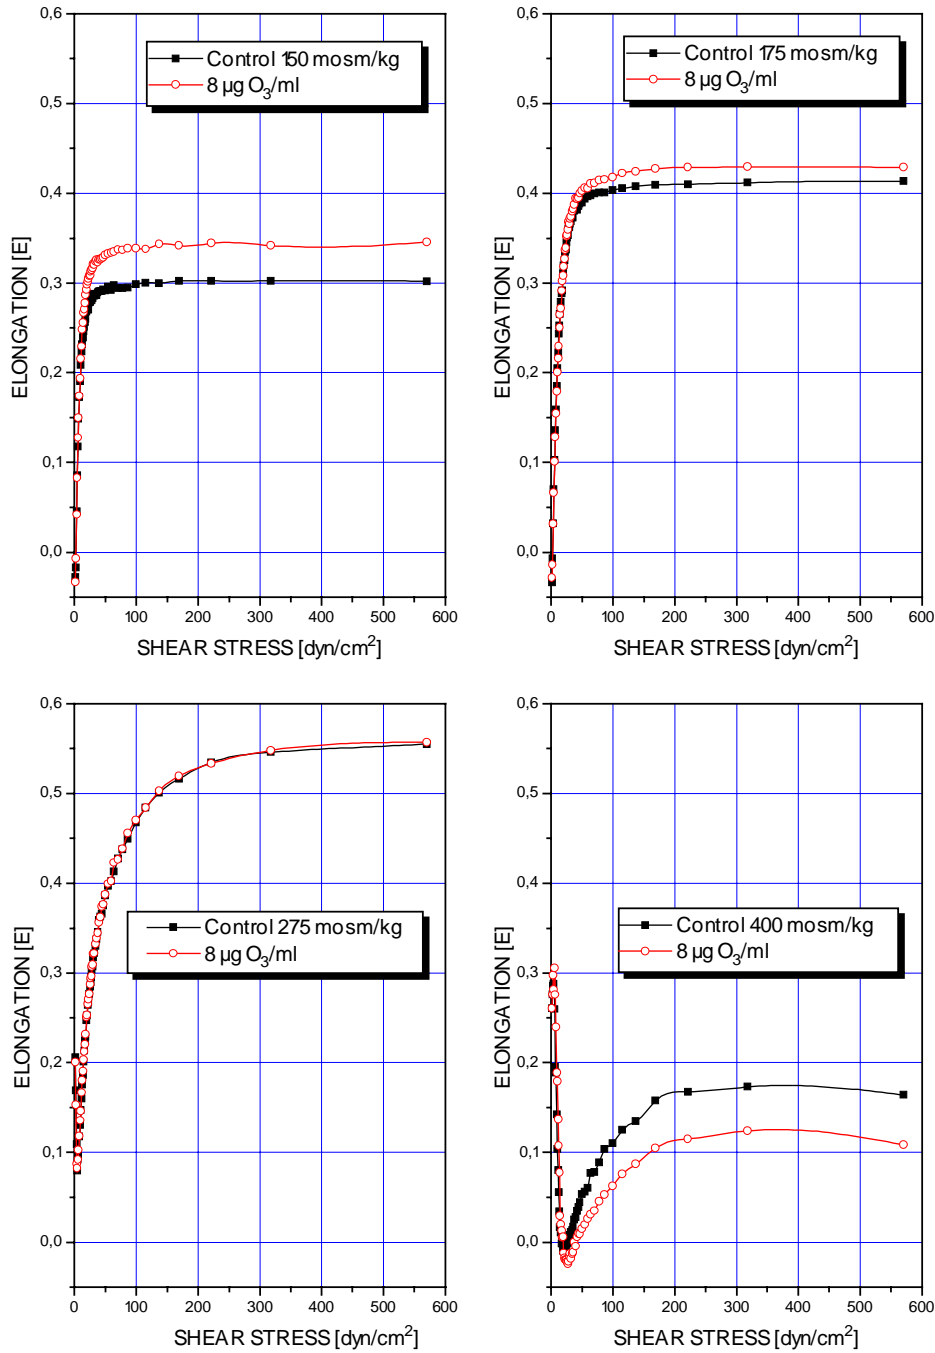 0,6
0,5
0,4
0,3
0,2
0,1
0,0
ELONGATION [E]
Control 150 mosm/kg
8 µg O3/ml
0 100 200 300 400 500 600
SHEAR STRESS [dyn/cm2]
0,6
0,5
0,4
0,3
0,2
0,1
0,0
ELONGATION [E]
Control 175 mosm/kg
8 µg O3/ml
0 100 200 300 400 500 600
SHEAR STRESS [dyn/cm2]
0,6
0,5
0,4
0,3
0,2
0,1
0,0
ELONGATION [E]
Control 275 mosm/kg
8 µg O3/ml
0 100 200 300 400 500 600
SHEAR STRESS [dyn/cm2]
0,6
0,5
0,4
0,3
0,2
0,1
0,0
ELONGATION [E]
Control 400 mosm/kg
8 µg O3/ml
0 100 200 300 400 500 600
SHEAR STRESS [dyn/cm2]